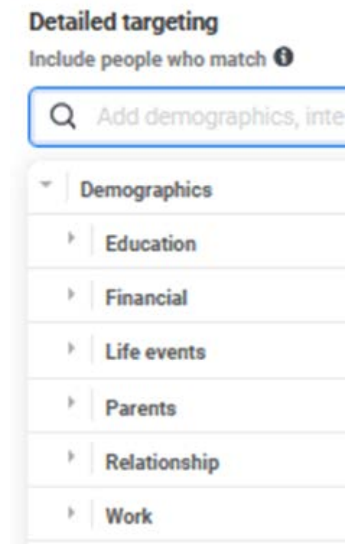 Detailed targeting
Include people who match
Add demographics, inte
Demographics
Education
Financial
Life events
Parents
Relationship
Work